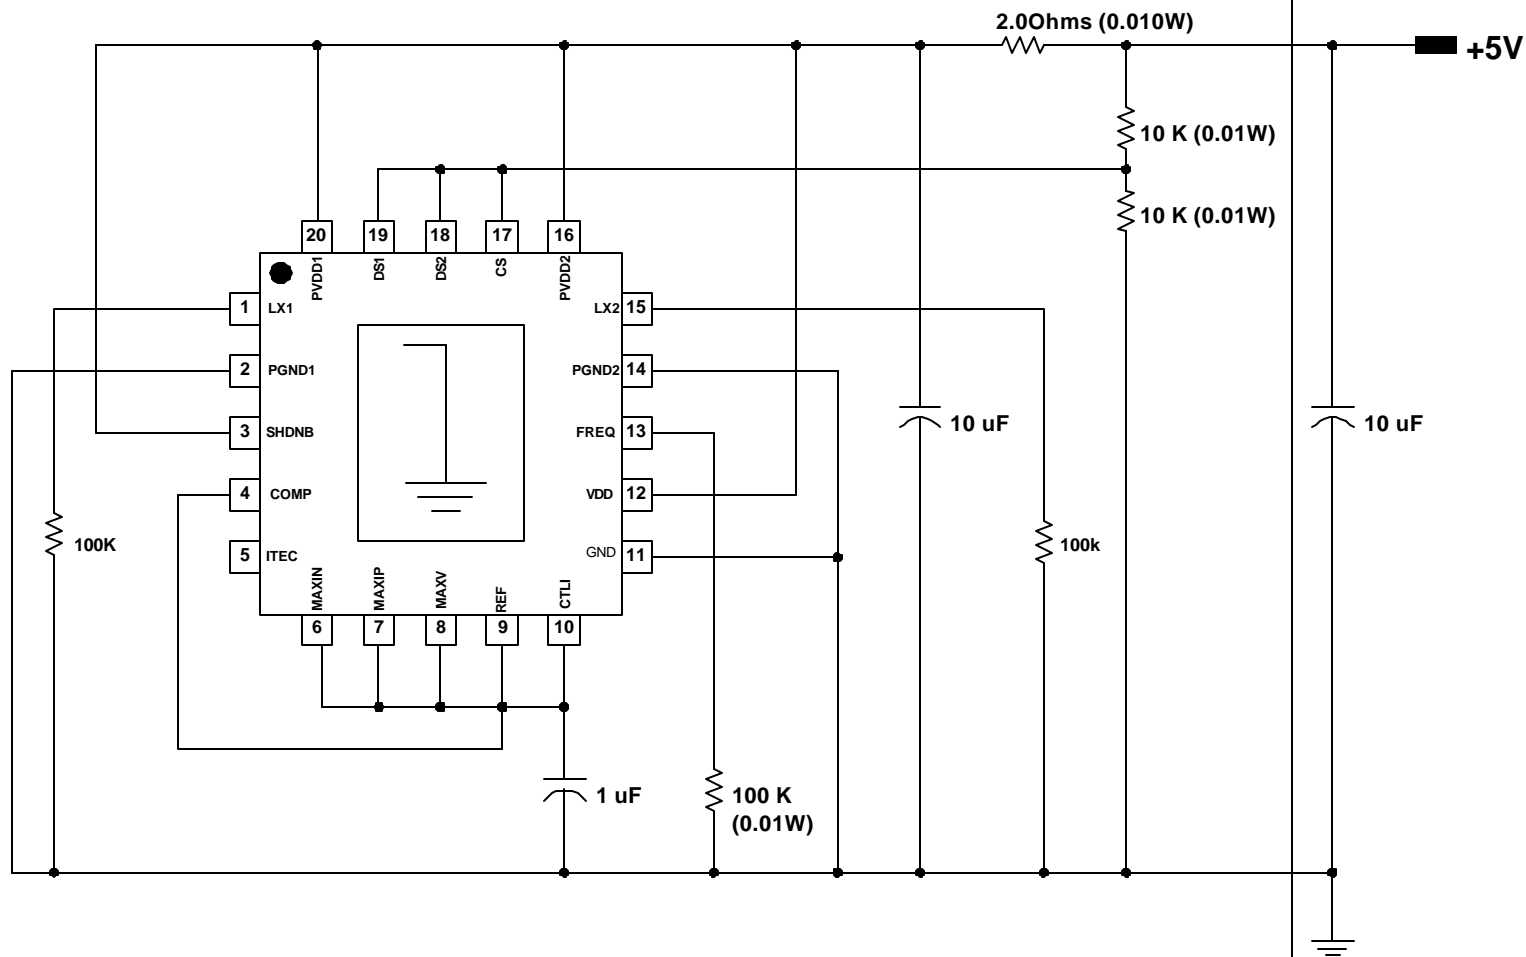 2.0Ohms (0.010W)
+5V
10 K (0.01W)
10 K (0.01W)
20
19
18
17
16
PVDD1
DS1
DS2
CS
PVDD2
1
LX1
LX2
15
2
PGND1
PGND2
14
3
SHDNB
FREQ
13
10 uF
10 uF
4
COMP
VDD
12
100K
100k
5
ITEC
GND
11
MAXIN
MAXIP
MAXV
REF
CTLI
6
7
8
9
10
1 uF
100 K
(0.01W)